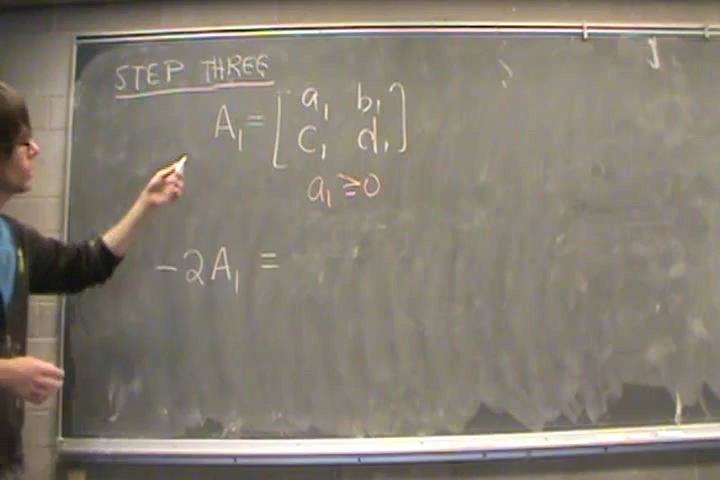 STEP THREE
A₁ = [ a₁ b₁
c₁ d₁ ]
a₁ ≥ 0
-2A₁ =